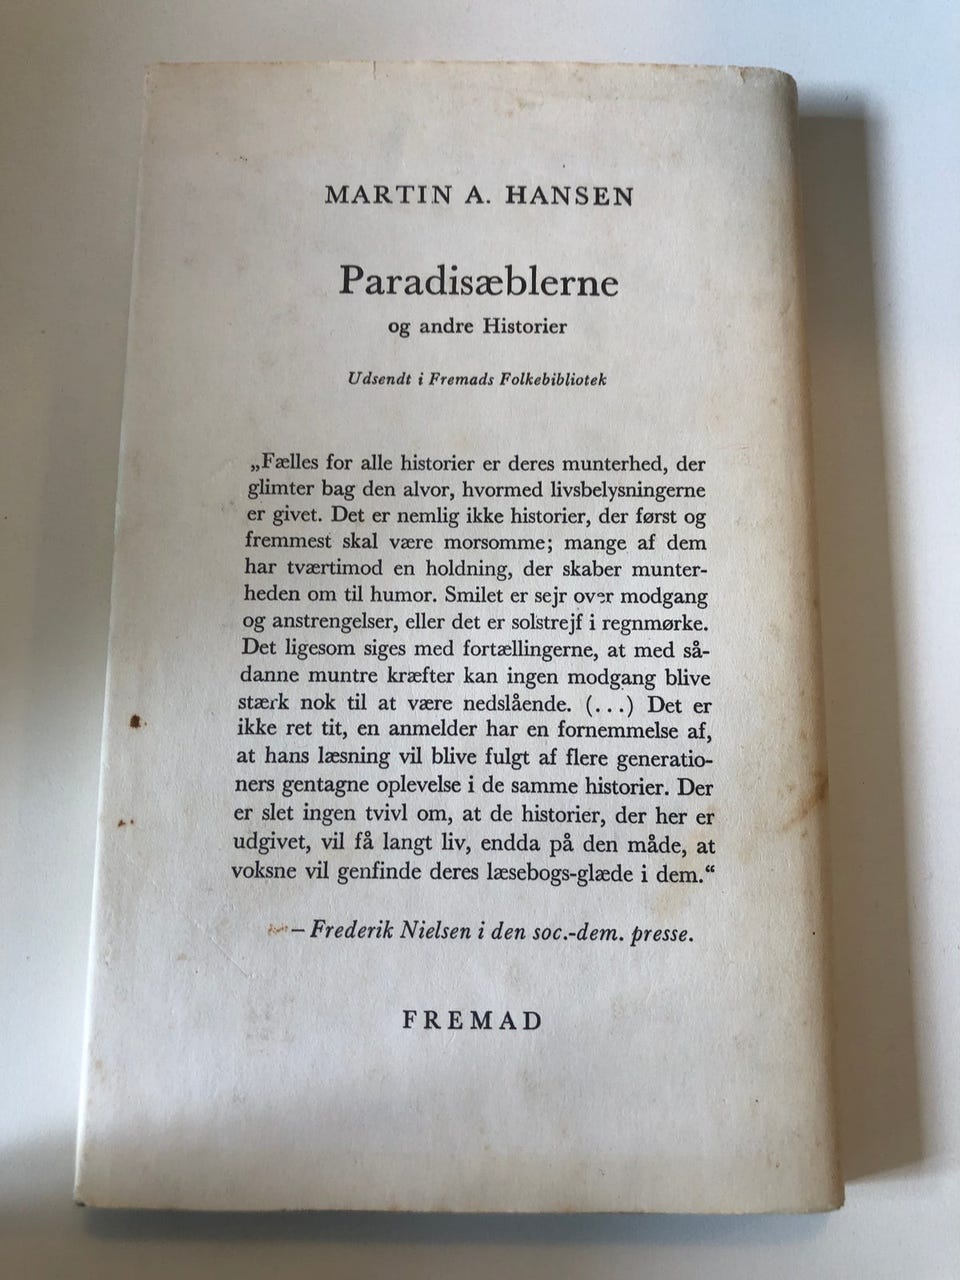 MARTIN A. HANSEN
Paradisæblerne
og andre Historier
Udsendt i Fremads Folkebibliotek
„Fælles for alle historier er deres munterhed, der
glimter bag den alvor, hvormed livsbelysningerne
er givet. Det er nemlig ikke historier, der først og
fremmest skal være morsomme; mange af dem
har tværtimod en holdning, der skaber munter-
heden om til humor. Smilet er sejr over modgang
og anstrengelser, eller det er solstrejf i regnmørke.
Det ligesom siges med fortællingerne, at med så-
danne muntre kræfter kan ingen modgang blive
stærk nok til at være nedslående. (...) Det er
ikke ret tit, en anmelder har en fornemmelse af,
at hans læsning vil blive fulgt af flere generatio-
ners gentagne oplevelse i de samme historier. Der
er slet ingen tvivl om, at de historier, der her er
udgivet, vil få langt liv, endda på den måde, at
voksne vil genfinde deres læsebogs-glæde i dem.“
– Frederik Nielsen i den soc.-dem. presse.
FREMAD